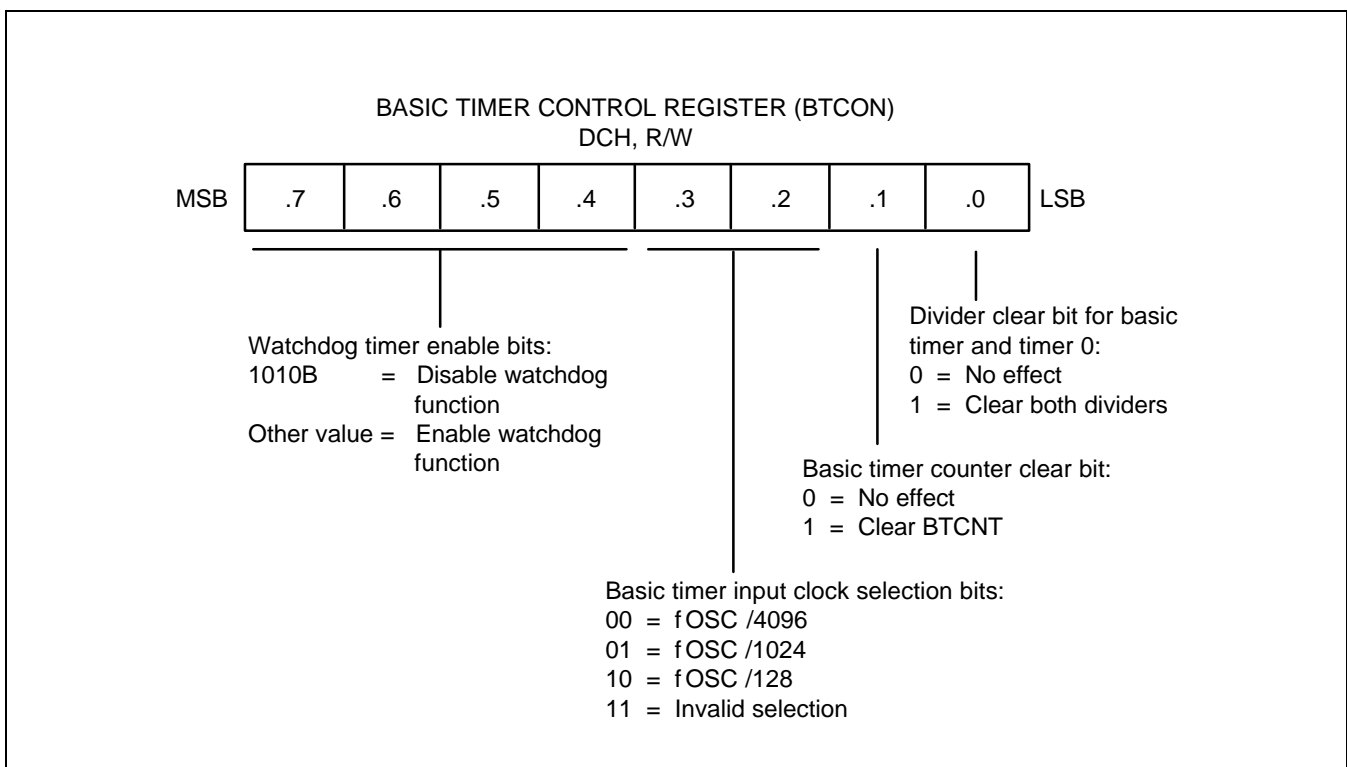 BASIC TIMER CONTROL REGISTER (BTCON)
DCH, R/W
MSB .7 .6 .5 .4 .3 .2 .1 .0 LSB
Watchdog timer enable bits:
1010B = Disable watchdog
function
Other value = Enable watchdog
function
Divider clear bit for basic
timer and timer 0:
0 = No effect
1 = Clear both dividers
Basic timer counter clear bit:
0 = No effect
1 = Clear BTCNT
Basic timer input clock selection bits:
00 = fOSC /4096
01 = fOSC /1024
10 = fOSC /128
11 = Invalid selection